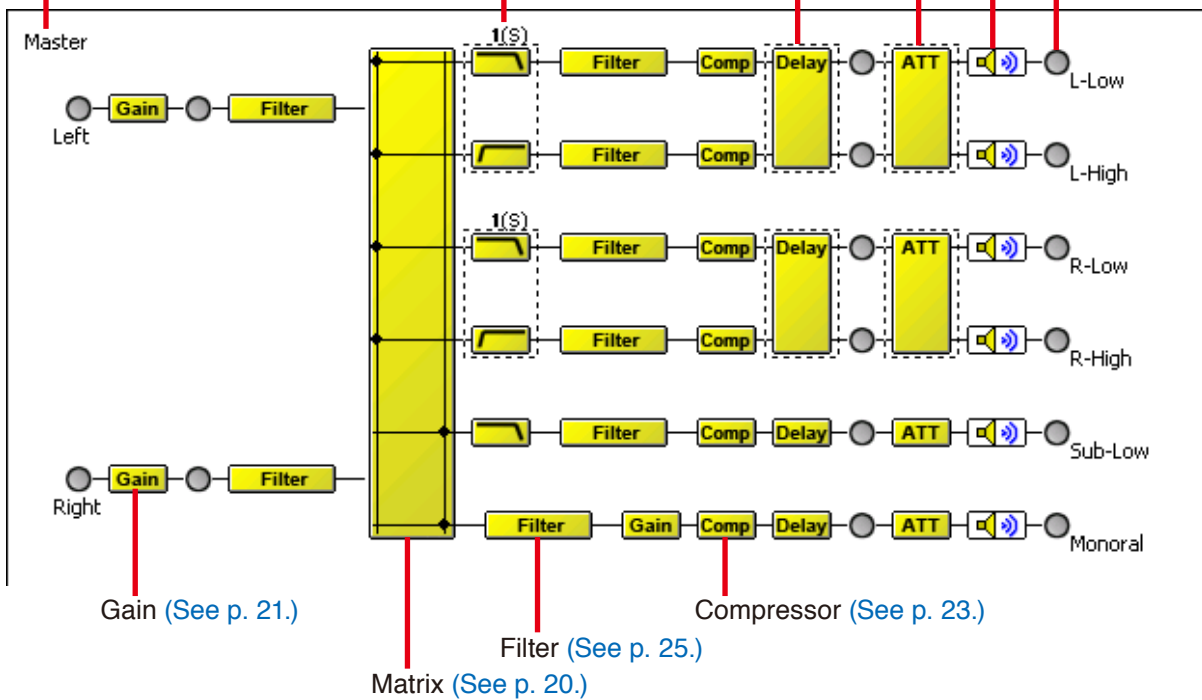 Master
1(S)
Filter Comp Delay ATT
L-Low
Gain Filter
Left
Filter Comp
L-High
1(S)
Filter Comp Delay ATT
R-Low
Filter Comp
R-High
Filter Comp Delay ATT
Sub-Low
Gain Filter
Right
Filter Gain Comp Delay ATT
Monoral
Gain (See p. 21.)
Compressor (See p. 23.)
Filter (See p. 25.)
Matrix (See p. 20.)